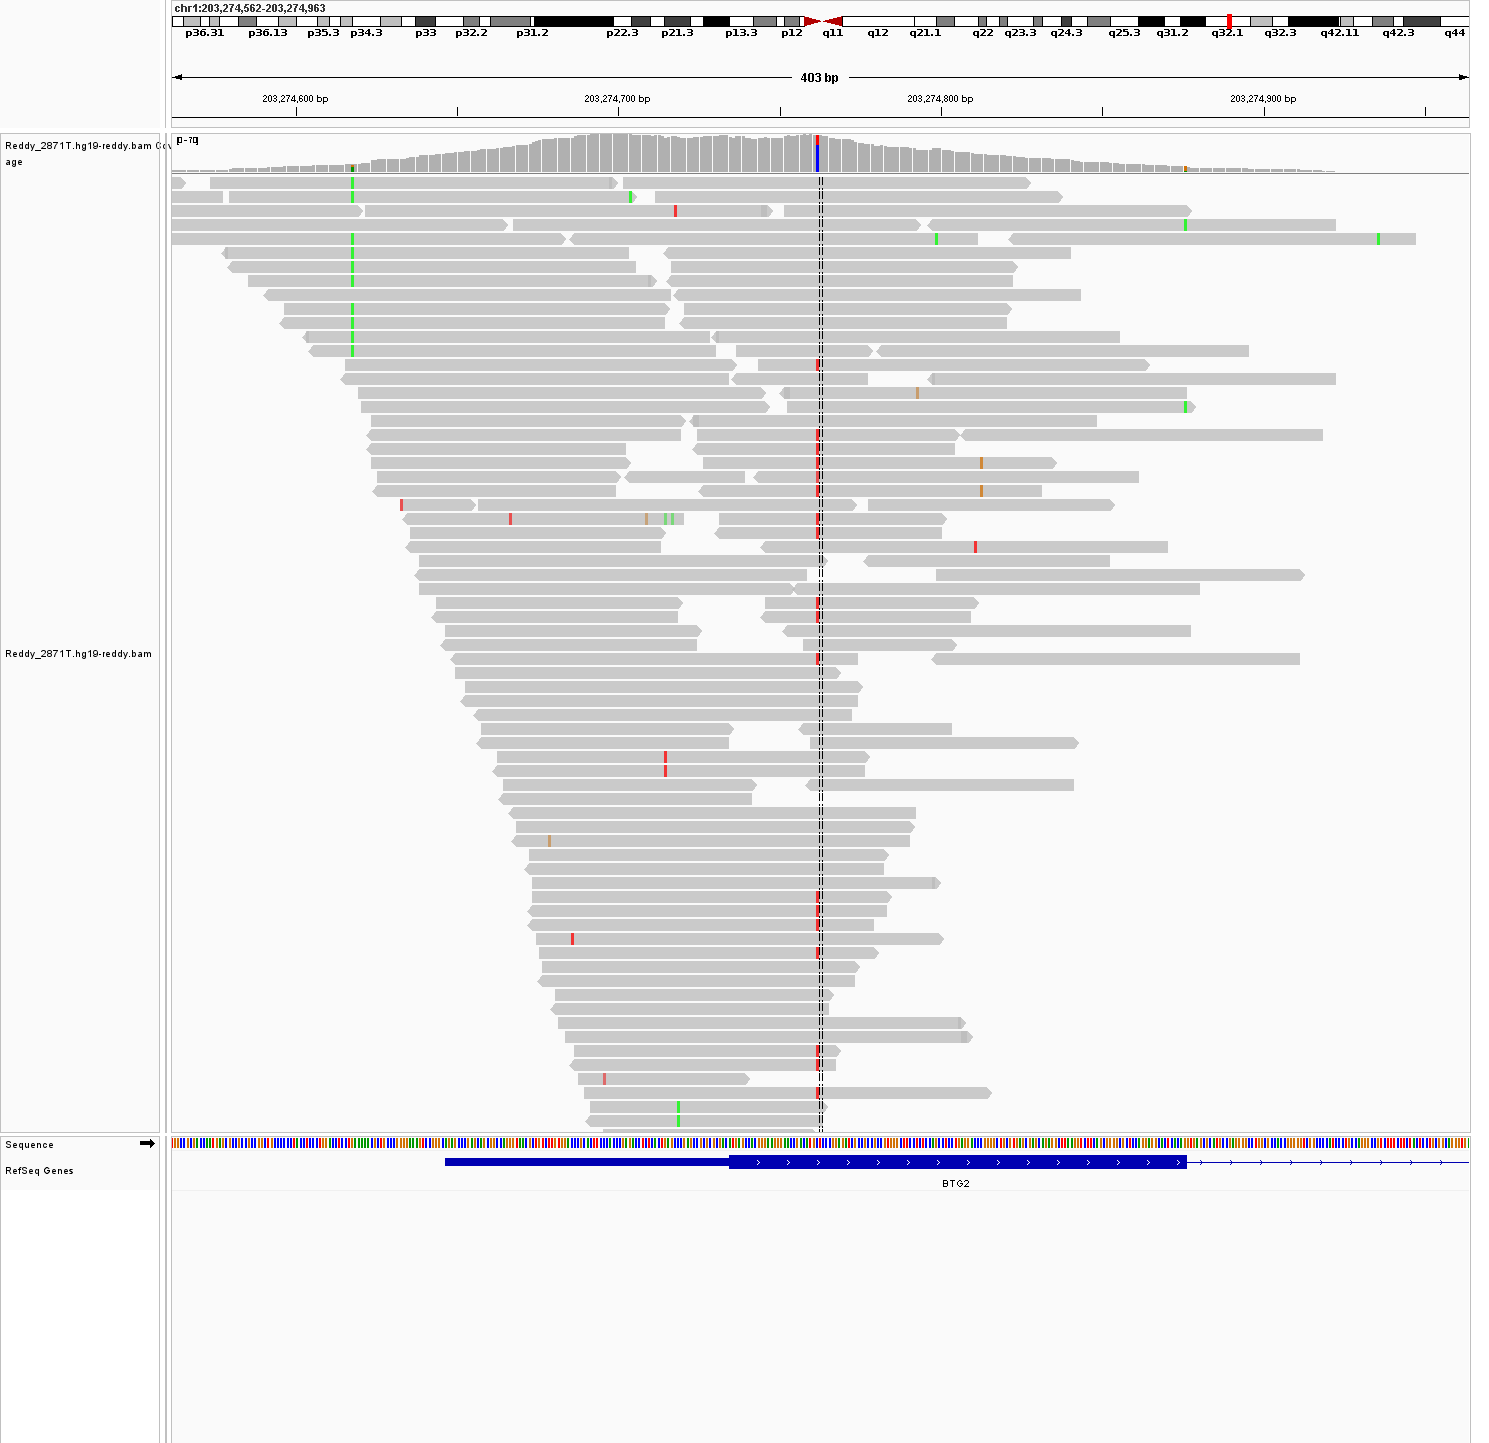 chr1:203,274,562-203,274,963
p36.31 p36.13 p35.3 p34.3 p33 p32.2 p31.2 p22.3 p21.3 p13.3 p12 q11 q12 q21.1 q22 q23.3 q24.3 q25.3 q31.2 q32.1 q32.3 q42.11 q42.3 q44
403 bp
203,274,600 bp 203,274,700 bp 203,274,800 bp 203,274,900 bp
[0 - 70]
Reddy_2871T.hg19-reddy.bam Cov
age
Reddy_2871T.hg19-reddy.bam
Sequence
RefSeq Genes
BTG2